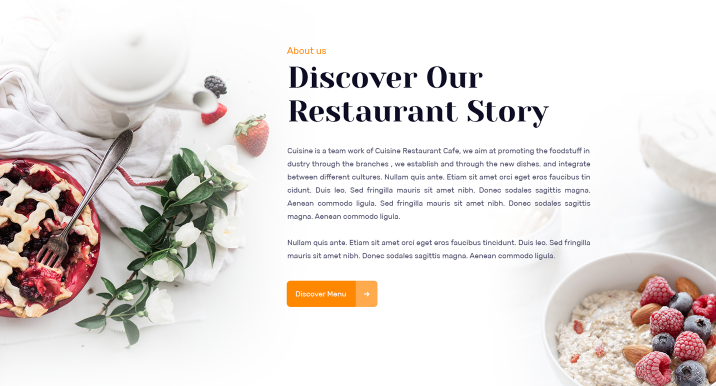 About us
Discover Our
Restaurant Story
Cuisine is a team work of Cuisine Restaurant Cafe, we aim at promoting the foodstuff in
dustry through the branches , we establish and through the new dishes. and integrate
between different cultures. Nullam quis ante. Etiam sit amet orci eget eros faucibus tin
cidunt. Duis leo. Sed fringilla mauris sit amet nibh. Donec sodales sagittis magna.
Aenean commodo ligula. Sed fringilla mauris sit amet nibh. Donec sodales sagittis
magna. Aenean commodo ligula.
Nullam quis ante. Etiam sit amet orci eget eros faucibus tincidunt. Duis leo. Sed fringilla
mauris sit amet nibh. Donec sodales sagittis magna. Aenean commodo ligula.
Discover Menu